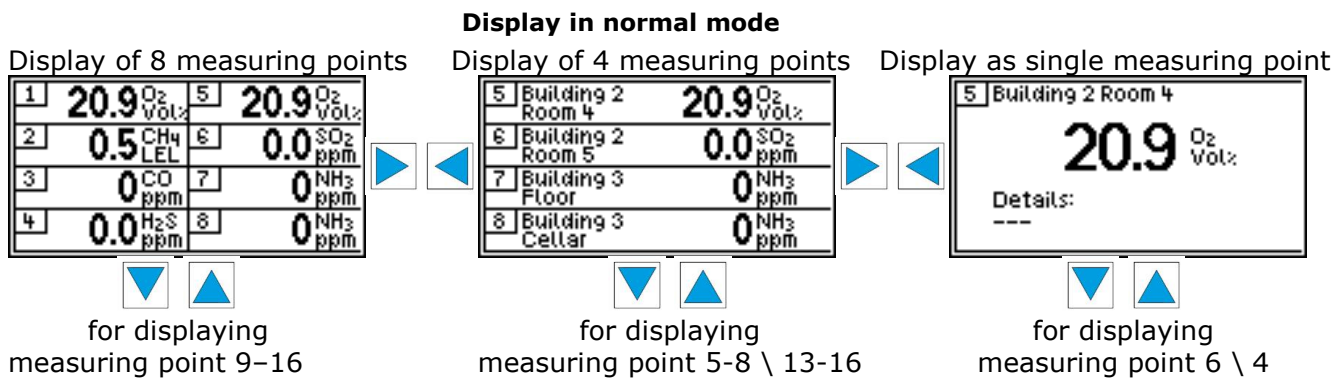 Display in normal mode
Display of 8 measuring points
1 20.9 O2 Vol% 5 20.9 O2 Vol%
2 0.5 CH4 LEL 6 0.0 SO2 ppm
3 0 CO ppm 7 0 NH3 ppm
4 0.0 H2S ppm 8 0 NH3 ppm
for displaying
measuring point 9–16
Display of 4 measuring points
5 Building 2 Room 4 20.9 O2 Vol%
6 Building 2 Room 5 0.0 SO2 ppm
7 Building 3 Floor 0 NH3 ppm
8 Building 3 Cellar 0 NH3 ppm
for displaying
measuring point 5-8 \ 13-16
Display as single measuring point
5 Building 2 Room 4
20.9 O2 Vol%
Details:
---
for displaying
measuring point 6 \ 4